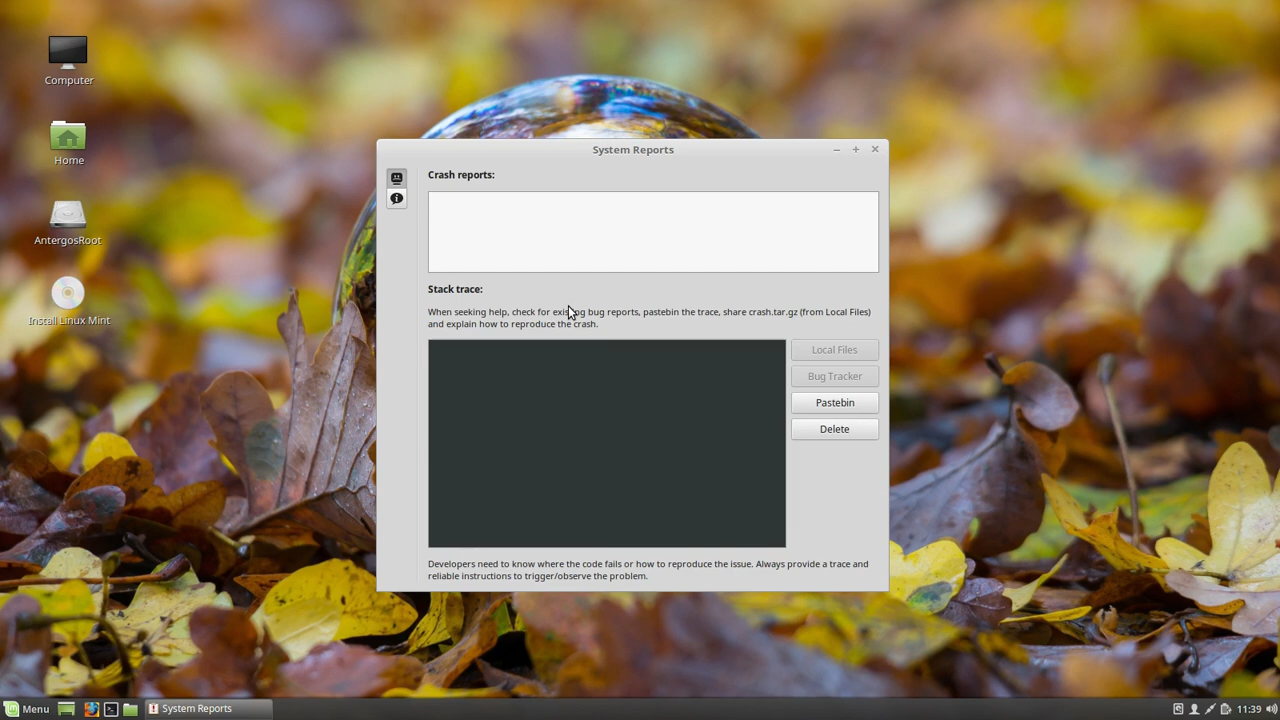 Computer
Home
AntergosRoot
Install Linux Mint
System Reports
Crash reports:
Stack trace:
When seeking help, check for existing bug reports, pastebin the trace, share crash.tar.gz (from Local Files)
and explain how to reproduce the crash.
Local Files
Bug Tracker
Pastebin
Delete
Developers need to know where the code fails or how to reproduce the issue. Always provide a trace and
reliable instructions to trigger/observe the problem.
Menu
System Reports
11:39